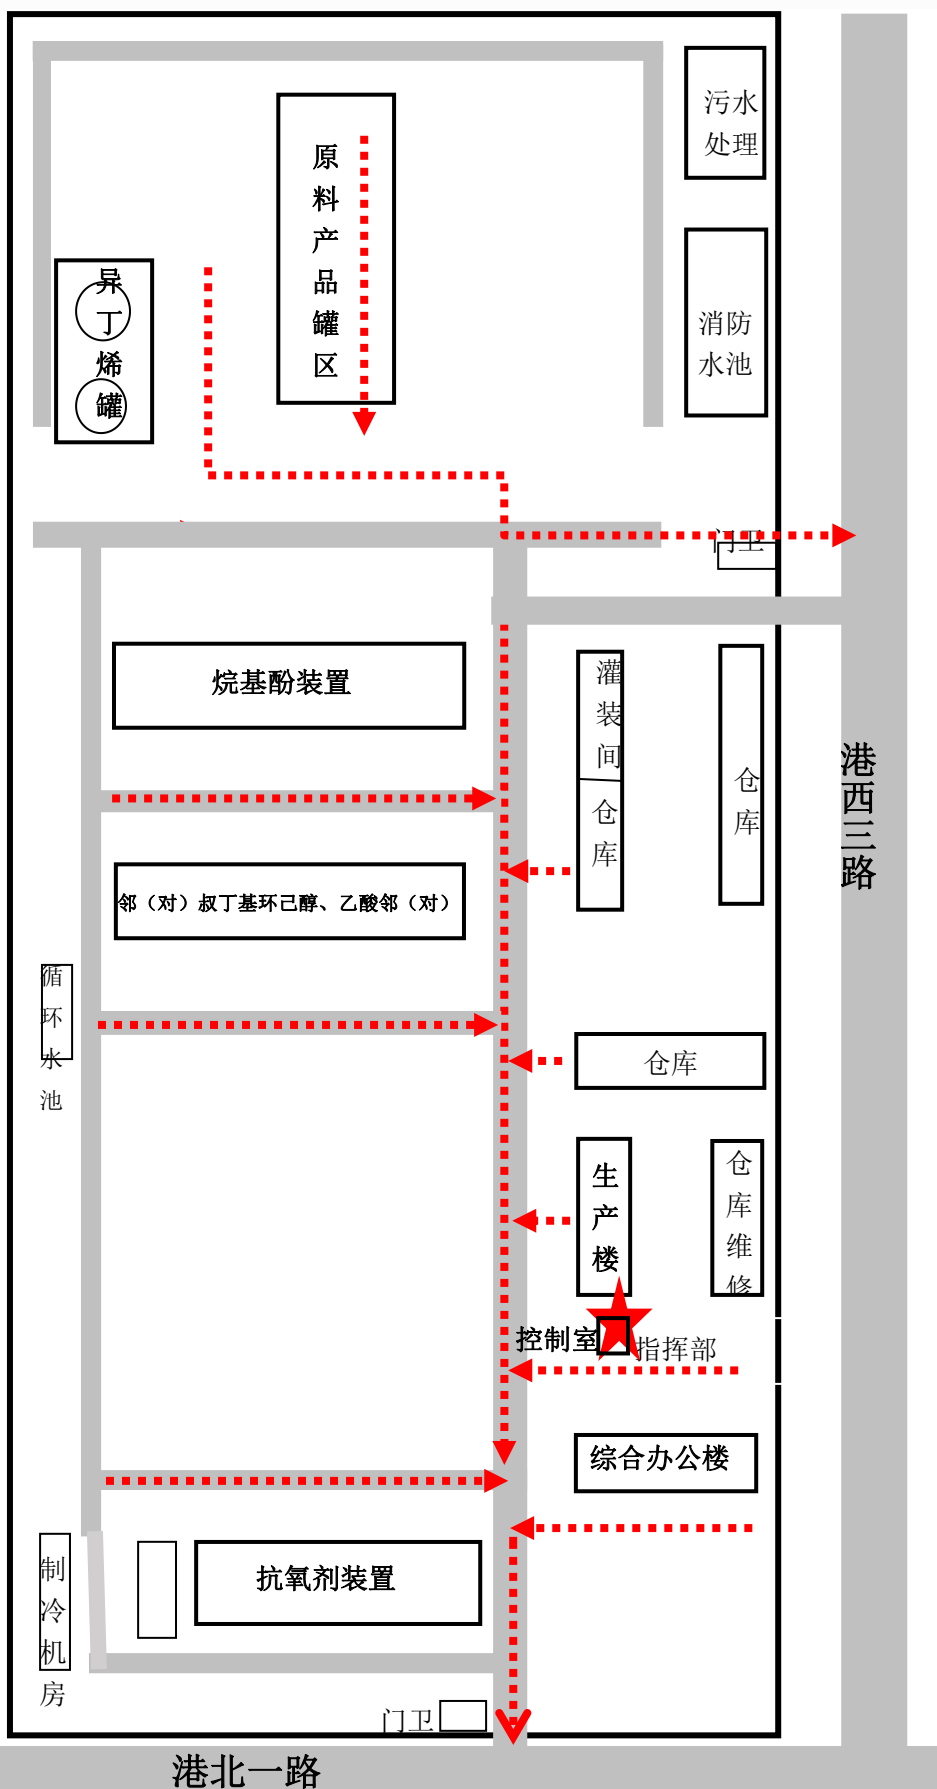 污水
处理
原料产品罐区
异丁烯罐
消防
水池
门卫
烷基酚装置
灌装间
仓库
仓库
港西三路
邻（对）叔丁基环己醇、乙酸邻（对）
循环水池
仓库
生产楼
仓库维修
控制室
指挥部
综合办公楼
制冷机房
抗氧剂装置
门卫
港北一路